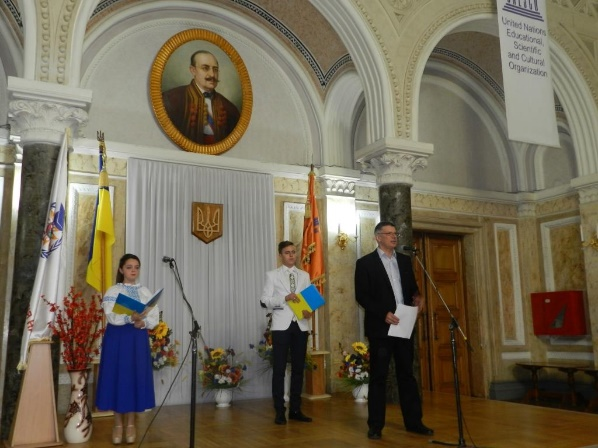 United Nations
Educational,
Scientific
and Cultural
Organization